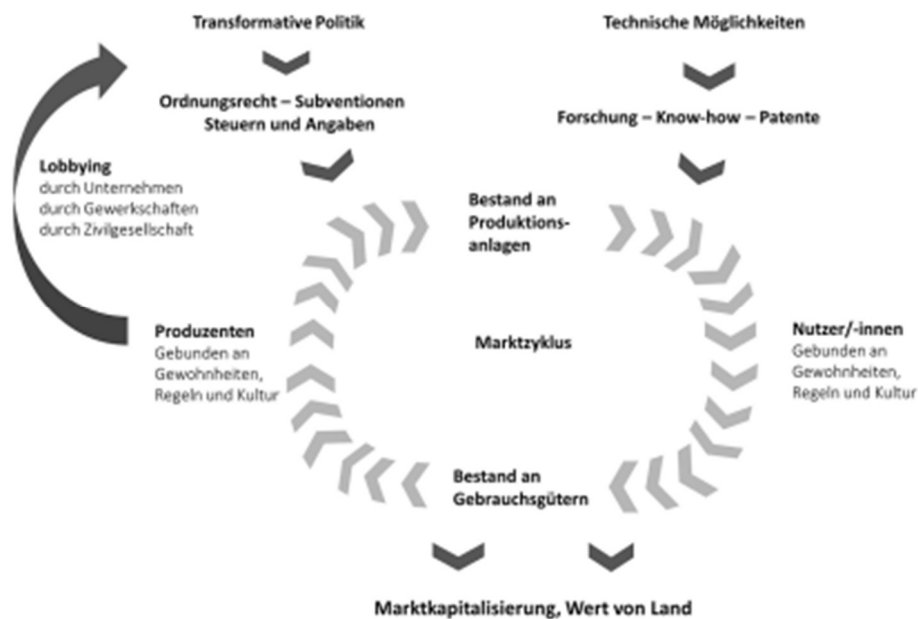 Transformative Politik
Technische Möglichkeiten
Ordnungsrecht – Subventionen
Steuern und Angaben
Forschung – Know-how – Patente
Lobbying
durch Unternehmen
durch Gewerkschaften
durch Zivilgesellschaft
Bestand an
Produktions-
anlagen
Produzenten
Gebunden an
Gewohnheiten,
Regeln und Kultur
Marktzyklus
Nutzer/-innen
Gebunden an
Gewohnheiten,
Regeln und Kultur
Bestand an
Gebrauchsgütern
Marktkapitalisierung, Wert von Land